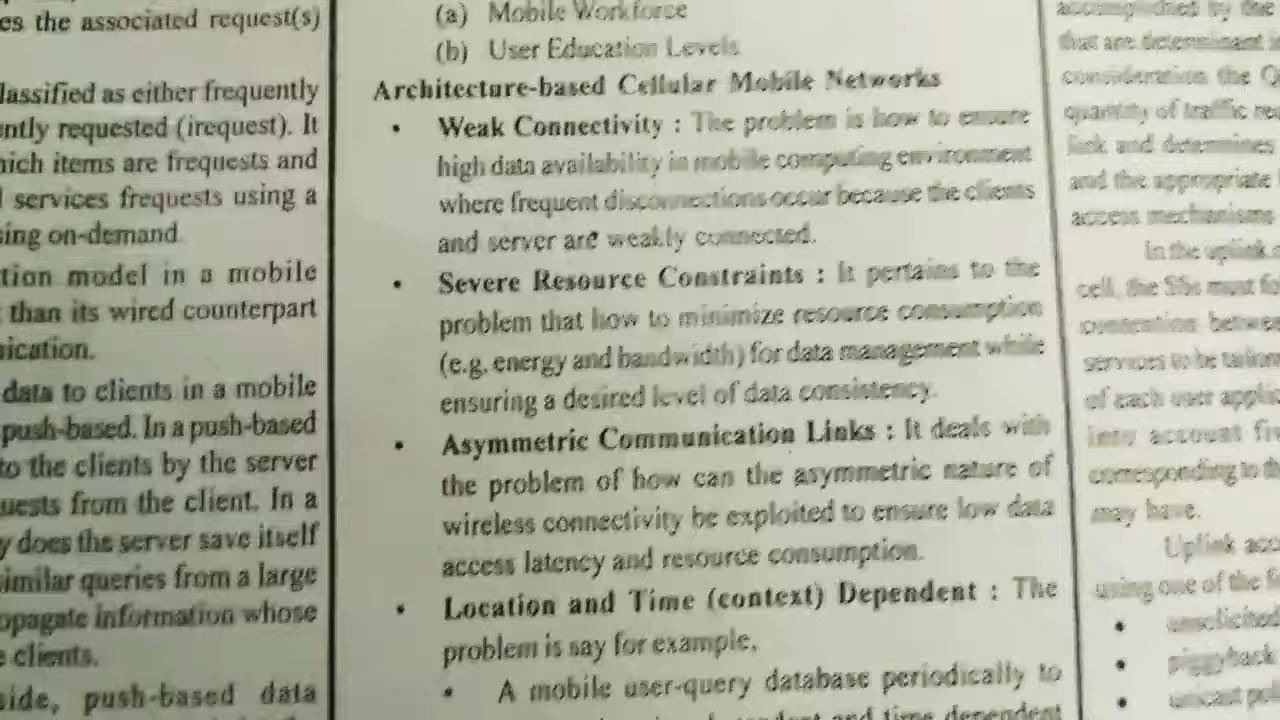 es the associated request(s)
lassified as either frequently
ently requested (irequest). It
hich items are frequests and
services frequests using a
sing on-demand.
tion model in a mobile
than its wired counterpart
nication.
data to clients in a mobile
push-based. In a push-based
to the clients by the server
uests from the client. In a
y does the server save itself
similar queries from a large
opagate information whose
e clients.
side, push-based data
(a) Mobile Workforce
(b) User Education Levels
Architecture-based Cellular Mobile Networks
• Weak Connectivity : The problem is how to ensure
high data availability in mobile computing environment
where frequent disconnections occur because the clients
and server are weakly connected.
• Severe Resource Constraints : It pertains to the
problem that how to minimize resource consumption
(e.g. energy and bandwidth) for data management while
ensuring a desired level of data consistency.
• Asymmetric Communication Links : It deals with
the problem of how can the asymmetric nature of
wireless connectivity be exploited to ensure low data
access latency and resource consumption.
• Location and Time (context) Dependent : The
problem is say for example,
• A mobile user-query database periodically to
and time dependent
accomplished by the
that are determinant
consideration the
quantity of traffic
link and determines
and the appropriate
access mechanisms
In the uplink
cell, the SSs must
contention between
services to be
of each user
into account
corresponding to
may have.
Uplink
using one of the
• unsolicited
• piggyback
• unicast